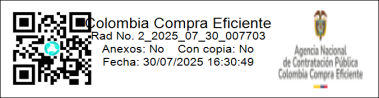 Colombia Compra Eficiente
Rad No. 2_2025_07_30_007703
Anexos: No Con copia: No
Fecha: 30/07/2025 16:30:49
Agencia Nacional
de Contratación Pública
Colombia Compra Eficiente